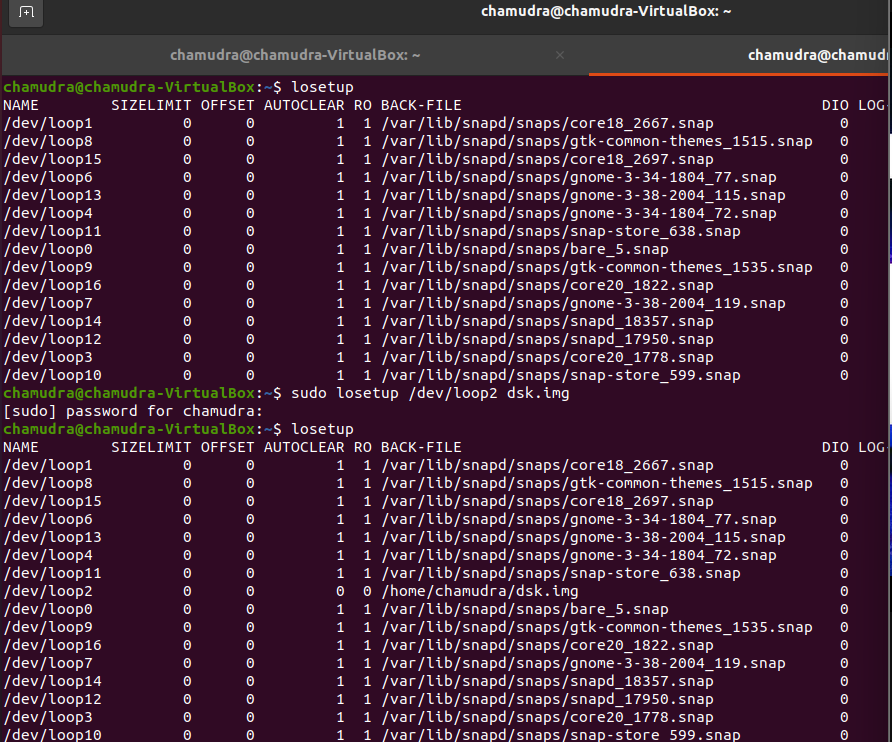 chamudra@chamudra-VirtualBox: ~
chamudra@chamudra-VirtualBox: ~ × chamudra@chamud
chamudra@chamudra-VirtualBox:~$ losetup
NAME SIZELIMIT OFFSET AUTOCLEAR RO BACK-FILE DIO LOG-
/dev/loop1 0 0 1 1 /var/lib/snapd/snaps/core18_2667.snap 0
/dev/loop8 0 0 1 1 /var/lib/snapd/snaps/gtk-common-themes_1515.snap 0
/dev/loop15 0 0 1 1 /var/lib/snapd/snaps/core18_2697.snap 0
/dev/loop6 0 0 1 1 /var/lib/snapd/snaps/gnome-3-34-1804_77.snap 0
/dev/loop13 0 0 1 1 /var/lib/snapd/snaps/gnome-3-38-2004_115.snap 0
/dev/loop4 0 0 1 1 /var/lib/snapd/snaps/gnome-3-34-1804_72.snap 0
/dev/loop11 0 0 1 1 /var/lib/snapd/snaps/snap-store_638.snap 0
/dev/loop0 0 0 1 1 /var/lib/snapd/snaps/bare_5.snap 0
/dev/loop9 0 0 1 1 /var/lib/snapd/snaps/gtk-common-themes_1535.snap 0
/dev/loop16 0 0 1 1 /var/lib/snapd/snaps/core20_1822.snap 0
/dev/loop7 0 0 1 1 /var/lib/snapd/snaps/gnome-3-38-2004_119.snap 0
/dev/loop14 0 0 1 1 /var/lib/snapd/snaps/snapd_18357.snap 0
/dev/loop12 0 0 1 1 /var/lib/snapd/snaps/snapd_17950.snap 0
/dev/loop3 0 0 1 1 /var/lib/snapd/snaps/core20_1778.snap 0
/dev/loop10 0 0 1 1 /var/lib/snapd/snaps/snap-store_599.snap 0
chamudra@chamudra-VirtualBox:~$ sudo losetup /dev/loop2 dsk.img
[sudo] password for chamudra:
chamudra@chamudra-VirtualBox:~$ losetup
NAME SIZELIMIT OFFSET AUTOCLEAR RO BACK-FILE DIO LOG-
/dev/loop1 0 0 1 1 /var/lib/snapd/snaps/core18_2667.snap 0
/dev/loop8 0 0 1 1 /var/lib/snapd/snaps/gtk-common-themes_1515.snap 0
/dev/loop15 0 0 1 1 /var/lib/snapd/snaps/core18_2697.snap 0
/dev/loop6 0 0 1 1 /var/lib/snapd/snaps/gnome-3-34-1804_77.snap 0
/dev/loop13 0 0 1 1 /var/lib/snapd/snaps/gnome-3-38-2004_115.snap 0
/dev/loop4 0 0 1 1 /var/lib/snapd/snaps/gnome-3-34-1804_72.snap 0
/dev/loop11 0 0 1 1 /var/lib/snapd/snaps/snap-store_638.snap 0
/dev/loop2 0 0 0 0 /home/chamudra/dsk.img 0
/dev/loop0 0 0 1 1 /var/lib/snapd/snaps/bare_5.snap 0
/dev/loop9 0 0 1 1 /var/lib/snapd/snaps/gtk-common-themes_1535.snap 0
/dev/loop16 0 0 1 1 /var/lib/snapd/snaps/core20_1822.snap 0
/dev/loop7 0 0 1 1 /var/lib/snapd/snaps/gnome-3-38-2004_119.snap 0
/dev/loop14 0 0 1 1 /var/lib/snapd/snaps/snapd_18357.snap 0
/dev/loop12 0 0 1 1 /var/lib/snapd/snaps/snapd_17950.snap 0
/dev/loop3 0 0 1 1 /var/lib/snapd/snaps/core20_1778.snap 0
/dev/loop10 0 0 1 1 /var/lib/snapd/snaps/snap-store_599.snap 0